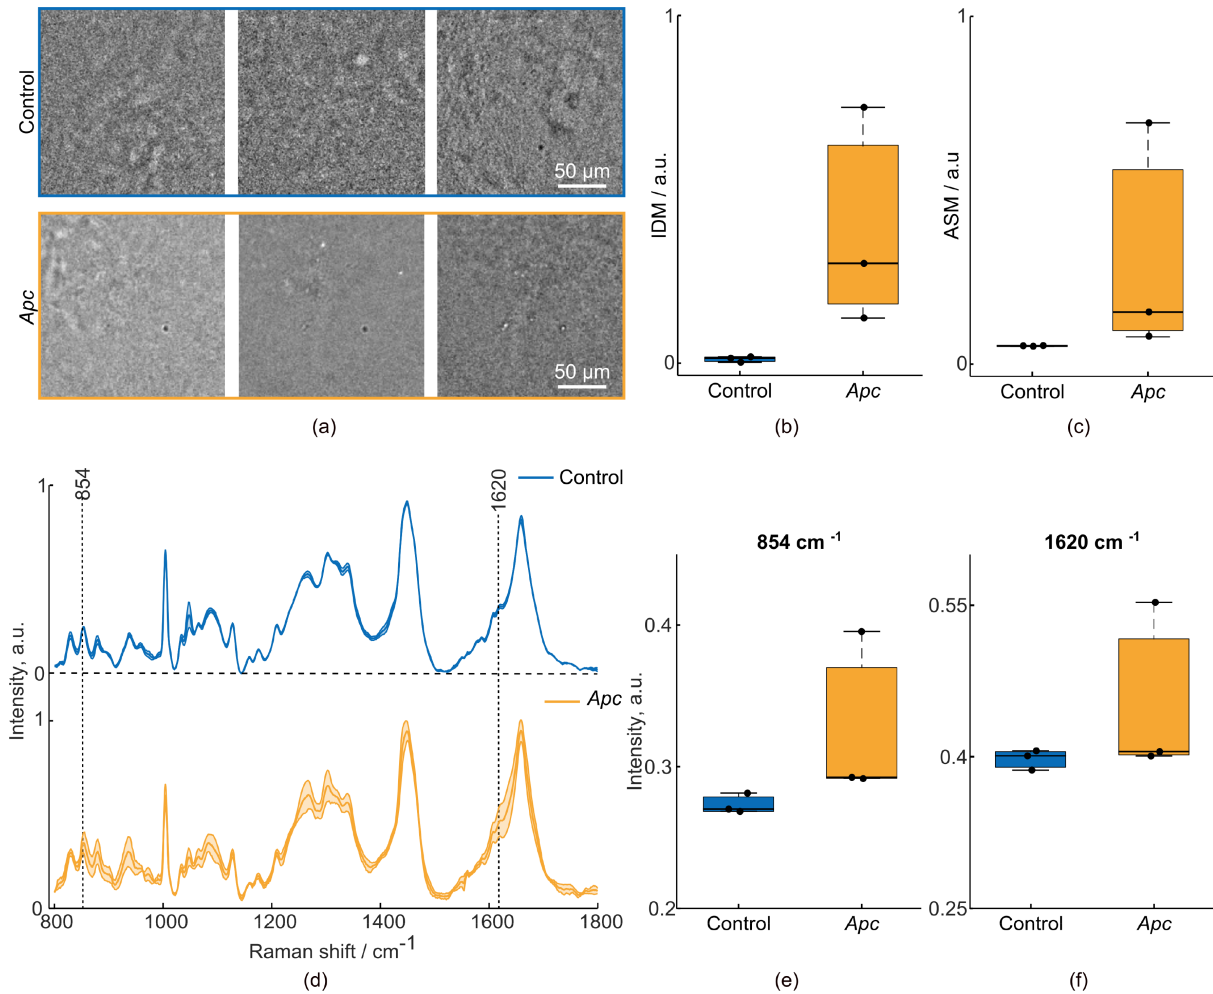 Control
50 µm
Apc
50 µm
(a)
1
IDM / a.u.
0
Control
Apc
(b)
1
ASM / a.u
0
Control
Apc
(c)
854
1620
Control
1
0
Intensity, a.u.
Apc
1
0
800
1000
1200
1400
1600
1800
Raman shift / cm-1
(d)
854 cm -1
0.4
0.3
0.2
Intensity, a.u.
Control
Apc
(e)
1620 cm -1
0.55
0.4
0.25
Control
Apc
(f)